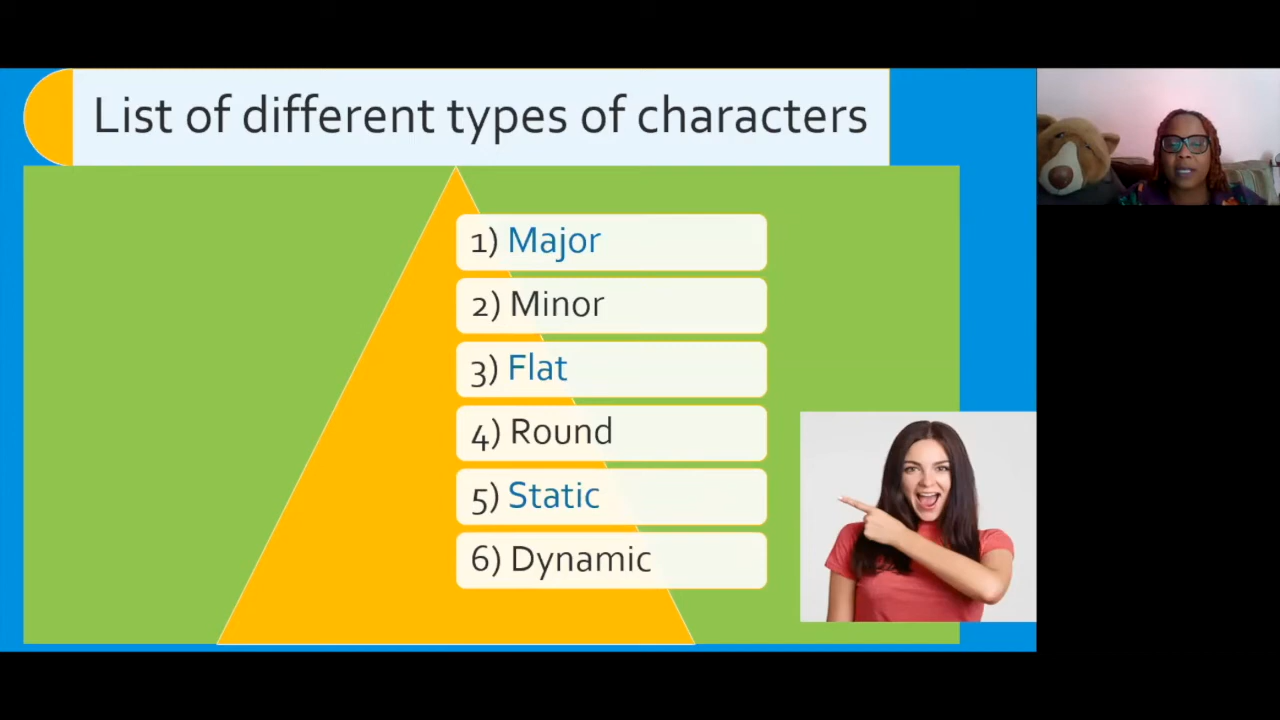 List of different types of characters
1) Major
2) Minor
3) Flat
4) Round
5) Static
6) Dynamic